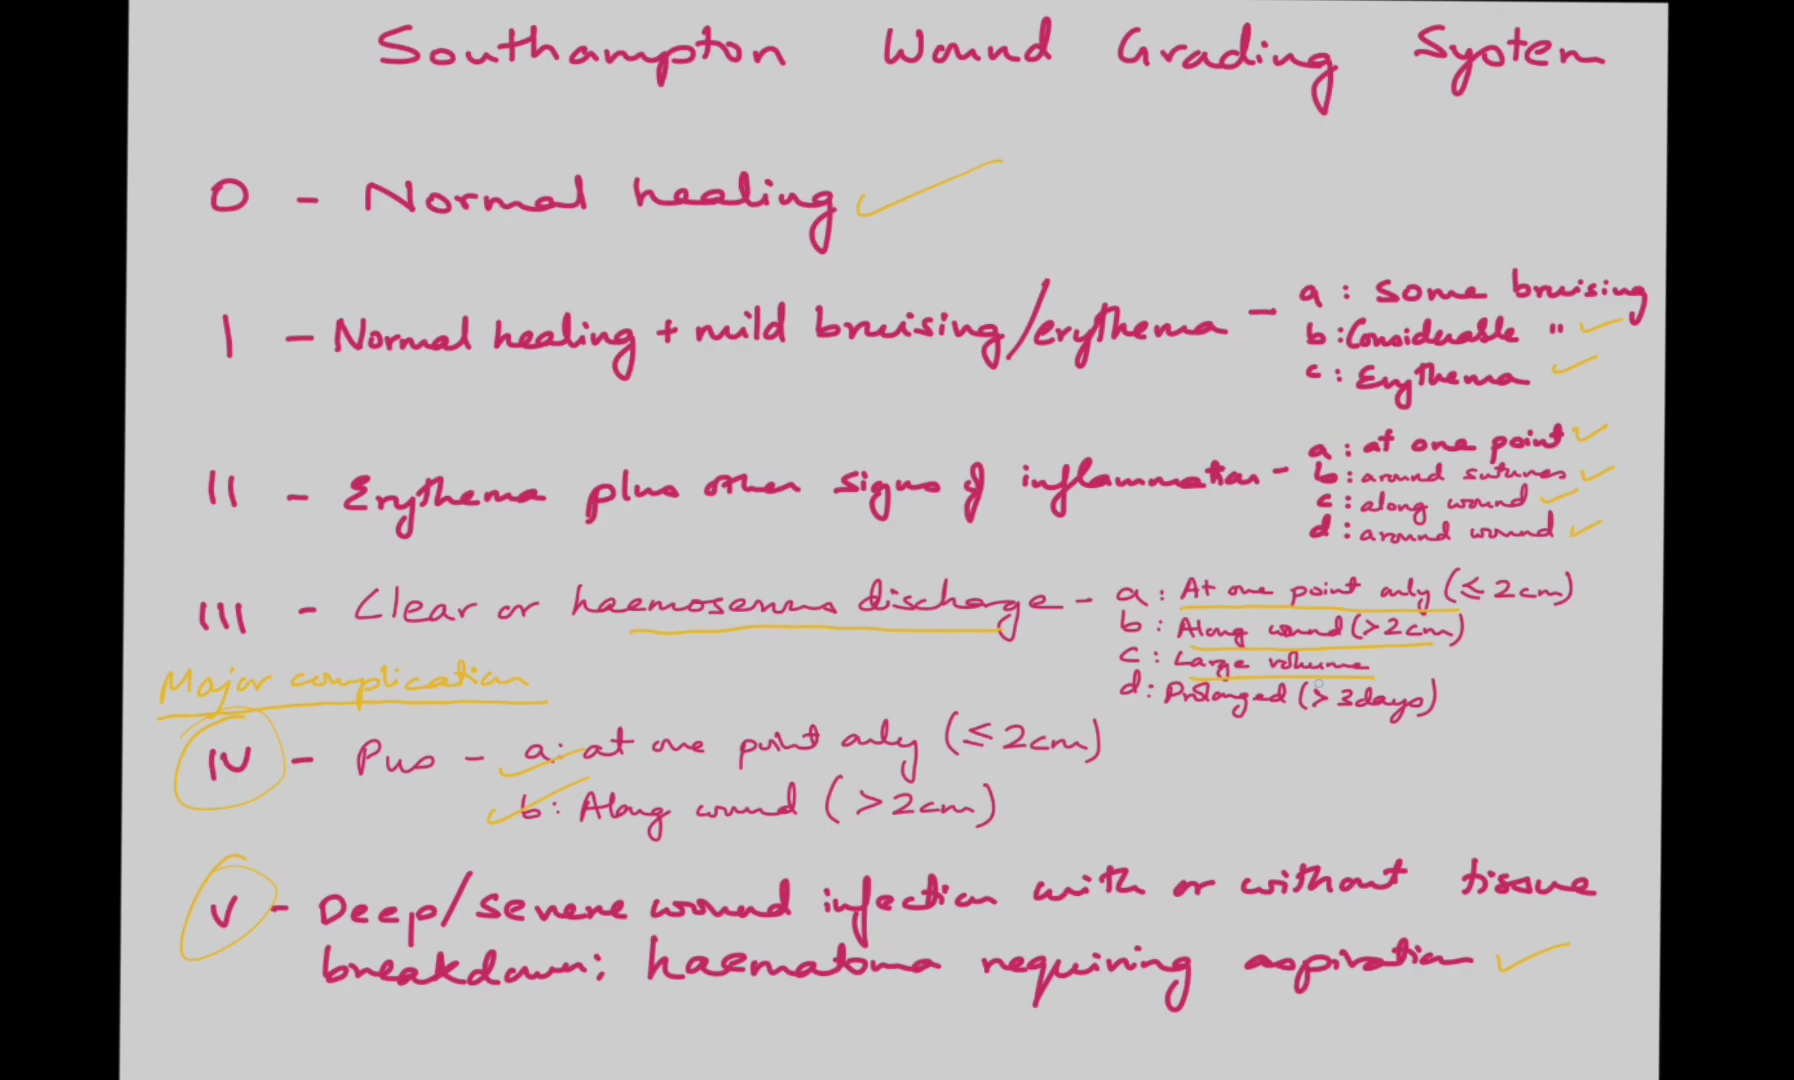 Southampton Wound Grading System
0 - Normal healing
I - Normal healing + mild bruising/erythema - a: some bruising
b: Considerable "
c: Erythema
II - Erythema plus other signs of inflammation - a: at one point
b: around sutures
c: along wound
d: around wound
III - Clear or haemoserous discharge - a: At one point only (≤ 2cm)
b: Along wound (>2cm)
c: Large volume
d: Prolonged (> 3days)
Major complication
IV - Pus - a: at one point only (≤ 2cm)
b: Along wound (>2cm)
V - Deep/severe wound infection with or without tissue
breakdown; haematoma requiring aspiration